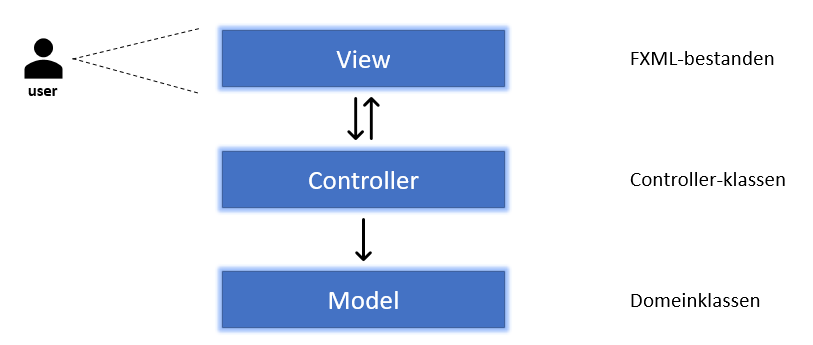 View
FXML-bestanden
user
Controller
Controller-klassen
Model
Domeinklassen